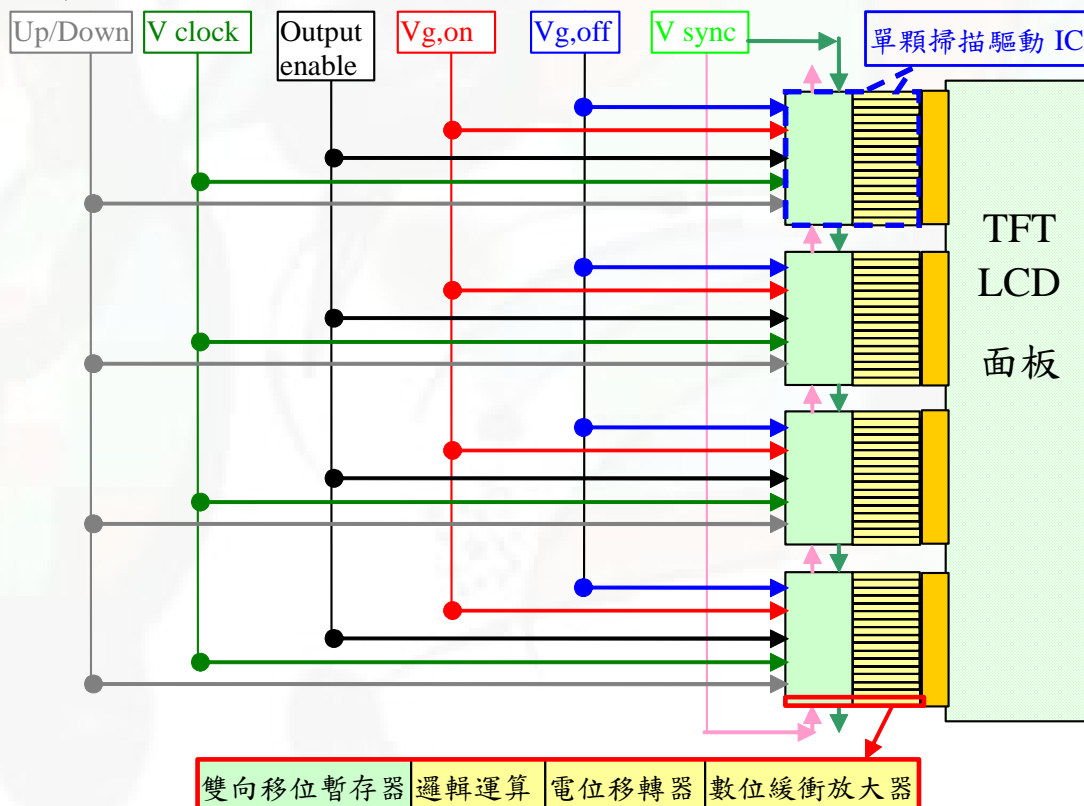 Up/Down
V clock
Output
enable
Vg,on
Vg,off
V sync
單顆掃描驅動 IC
TFT
LCD
面板
雙向移位暫存器
邏輯運算
電位移轉器
數位緩衝放大器